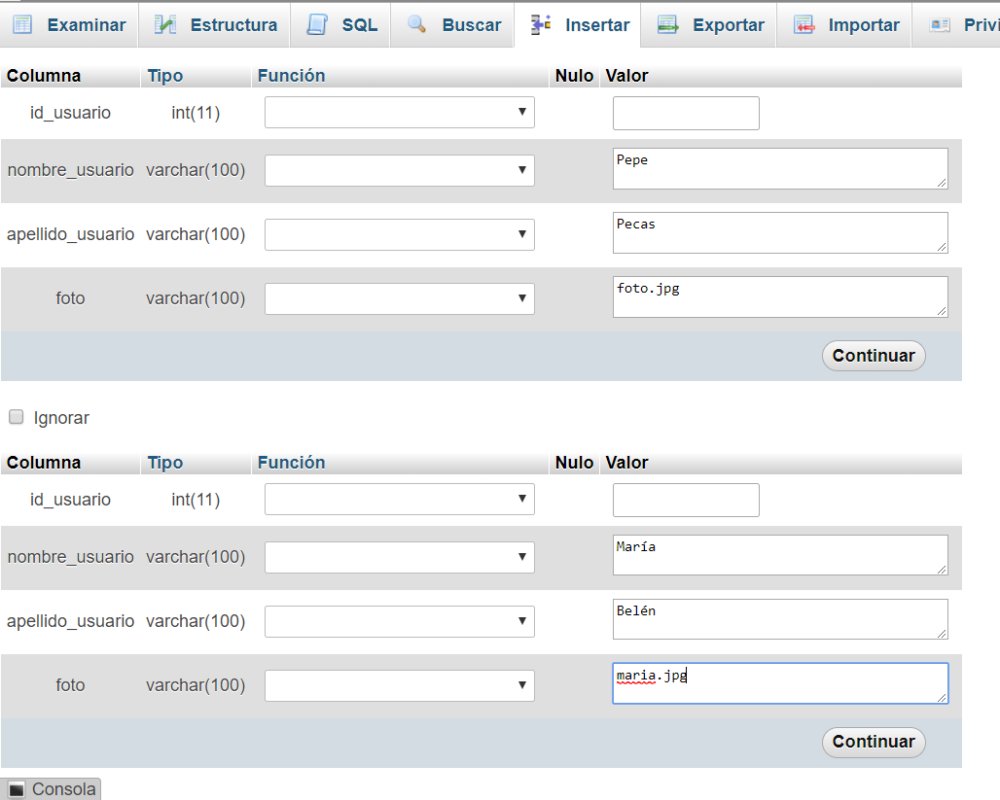 Examinar Estructura SQL Buscar Insertar Exportar Importar Privi
Columna Tipo Función Nulo Valor
id_usuario int(11)
nombre_usuario varchar(100) Pepe
apellido_usuario varchar(100) Pecas
foto varchar(100) foto.jpg
Continuar
Ignorar
Columna Tipo Función Nulo Valor
id_usuario int(11)
nombre_usuario varchar(100) María
apellido_usuario varchar(100) Belén
foto varchar(100) maria.jpg
Continuar
Consola